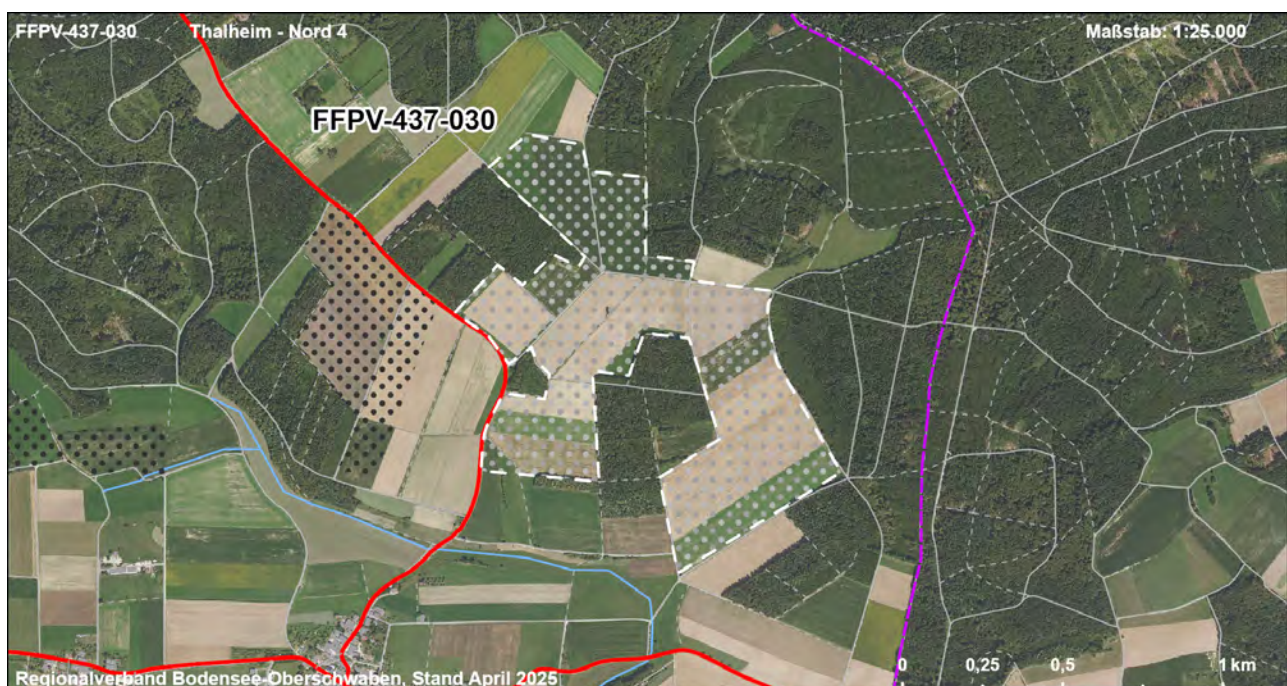 FFPV-437-030 Thalheim - Nord 4 Maßstab: 1:25.000
FFPV-437-030
0 0,25 0,5 1 km
Regionalverband Bodensee-Oberschwaben, Stand April 2025